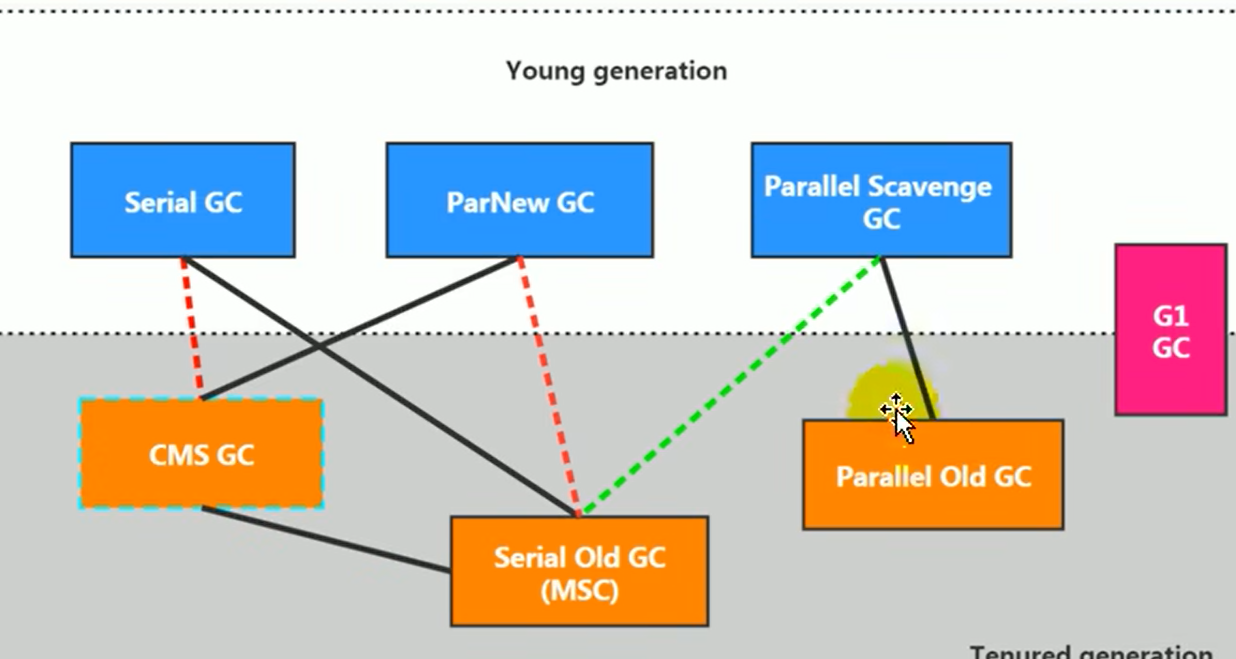 Young generation
Serial GC
ParNew GC
Parallel Scavenge
GC
G1
GC
CMS GC
Parallel Old GC
Serial Old GC
(MSC)
Tenured generation